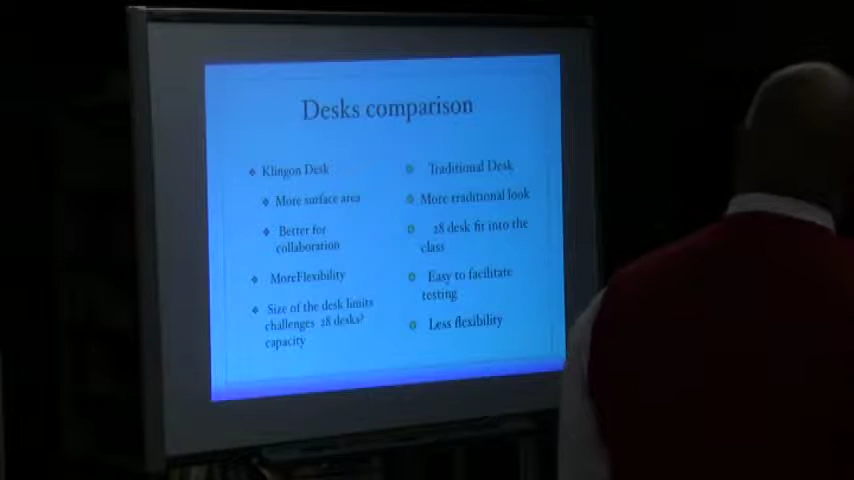 Desks comparison
Klingon Desk
More surface area
Better for
collaboration
MoreFlexibility
Size of the desk limits
challenges 28 desks?
capacity
Traditional Desk
More traditional look
28 desk fit into the
class
Easy to facilitate
testing
Less flexibility